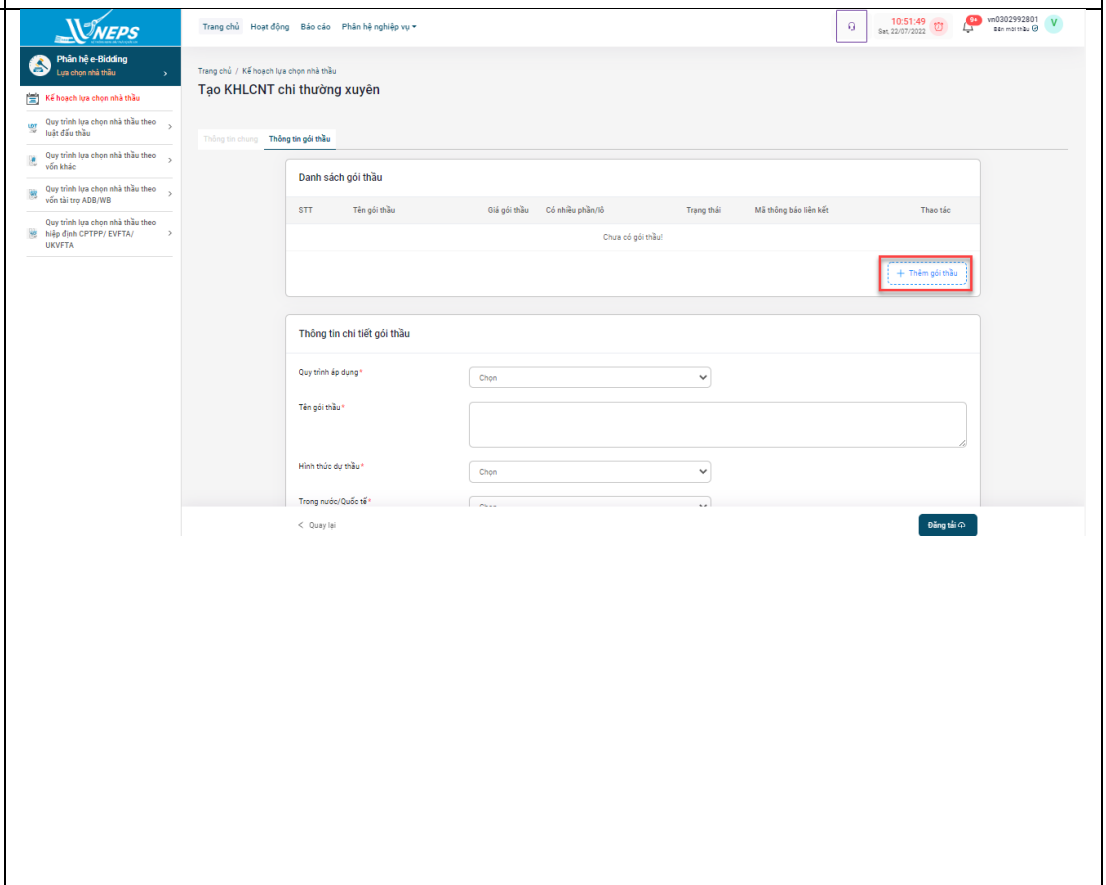 VNEPS
Trang chủ Hoạt động Báo cáo Phân hệ nghiệp vụ
10:51:49
Sat, 22/07/2022
9+
vn0302992801
Bên mời thầu
V
Phân hệ e-Bidding
Lựa chọn nhà thầu
Kế hoạch lựa chọn nhà thầu
LDT
Quy trình lựa chọn nhà thầu theo
luật đấu thầu
Quy trình lựa chọn nhà thầu theo
vốn khác
Quy trình lựa chọn nhà thầu theo
vốn tài trợ ADB/WB
Quy trình lựa chọn nhà thầu theo
hiệp định CPTPP/ EVFTA/
UKVFTA
Trang chủ / Kế hoạch lựa chọn nhà thầu
Tạo KHLCNT chi thường xuyên
Thông tin chung Thông tin gói thầu
Danh sách gói thầu
STT Tên gói thầu Giá gói thầu Có nhiều phần/lô Trạng thái Mã thông báo liên kết Thao tác
Chưa có gói thầu!
+ Thêm gói thầu
Thông tin chi tiết gói thầu
Quy trình áp dụng* Chọn
Tên gói thầu*
Hình thức dự thầu* Chọn
Trong nước/Quốc tế* Chọn
< Quay lại Đăng tải